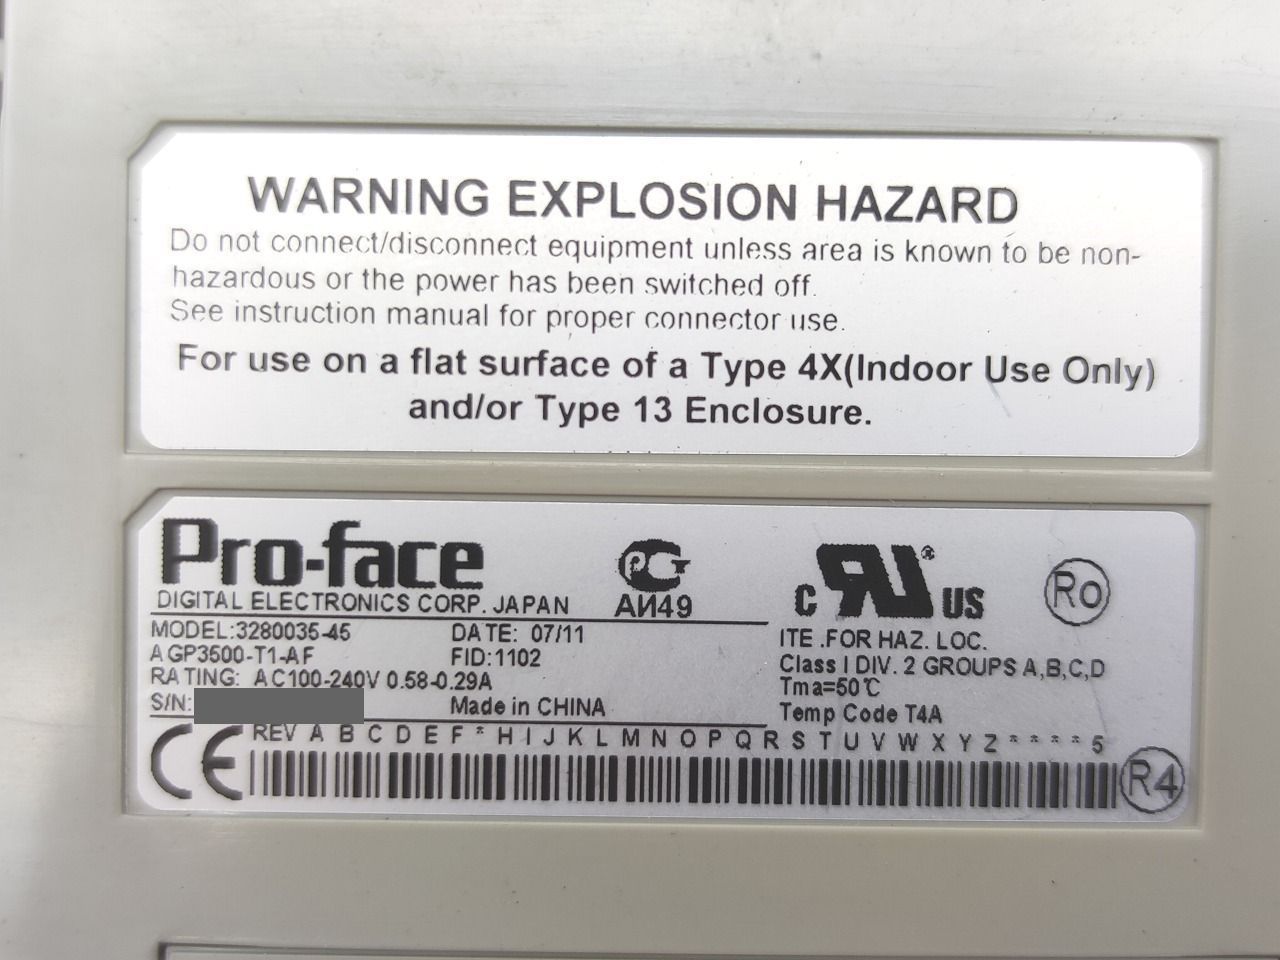 WARNING EXPLOSION HAZARD
Do not connect/disconnect equipment unless area is known to be non-
hazardous or the power has been switched off.
See instruction manual for proper connector use.
For use on a flat surface of a Type 4X(Indoor Use Only)
and/or Type 13 Enclosure.
Pro-face
DIGITAL ELECTRONICS CORP. JAPAN
MODEL:3280035-45
DATE: 07/11
AGP3500-T1-AF
FID:1102
RATING: AC100-240V 0.58-0.29A
S/N:
Made in CHINA
РСТ
АИ49
C RU® US
Ro
ITE .FOR HAZ. LOC.
Class I DIV. 2 GROUPS A,B,C,D
Tma=50℃
Temp Code T4A
CE
REV A B C D E F * H I J K L M N O P Q R S T U V W X Y Z * * * * 5
R4